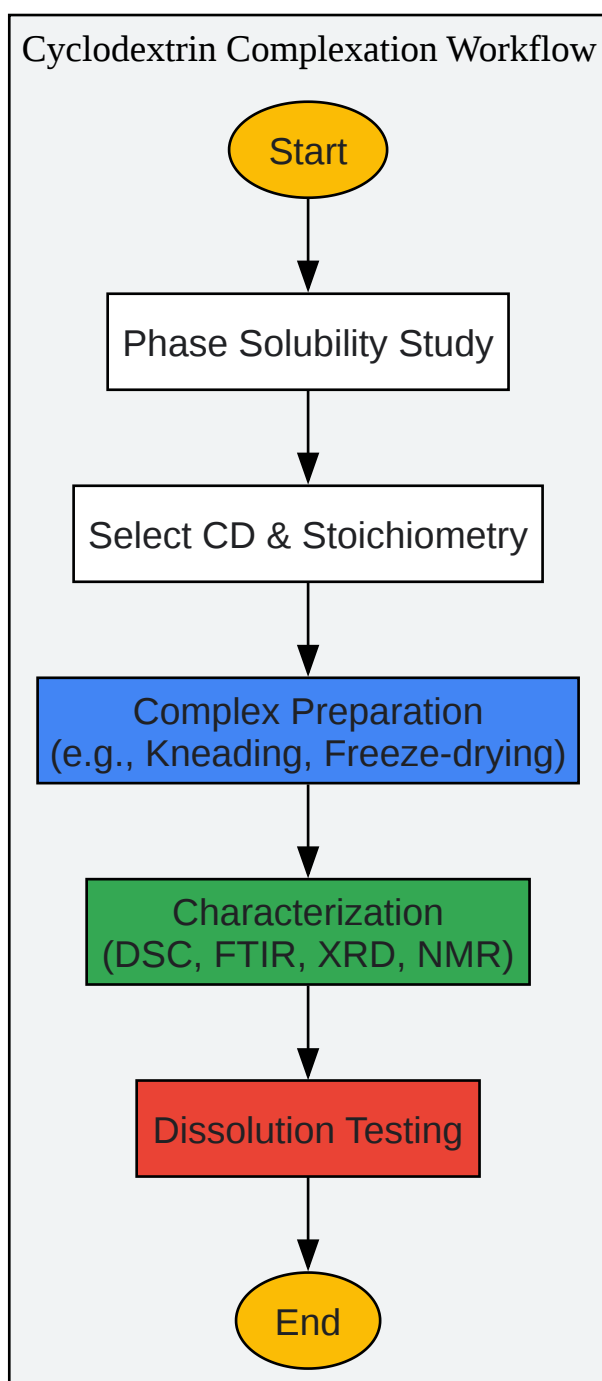 Cyclodextrin Complexation Workflow
Start
Phase Solubility Study
Select CD & Stoichiometry
Complex Preparation
(e.g., Kneading, Freeze-drying)
Characterization
(DSC, FTIR, XRD, NMR)
Dissolution Testing
End